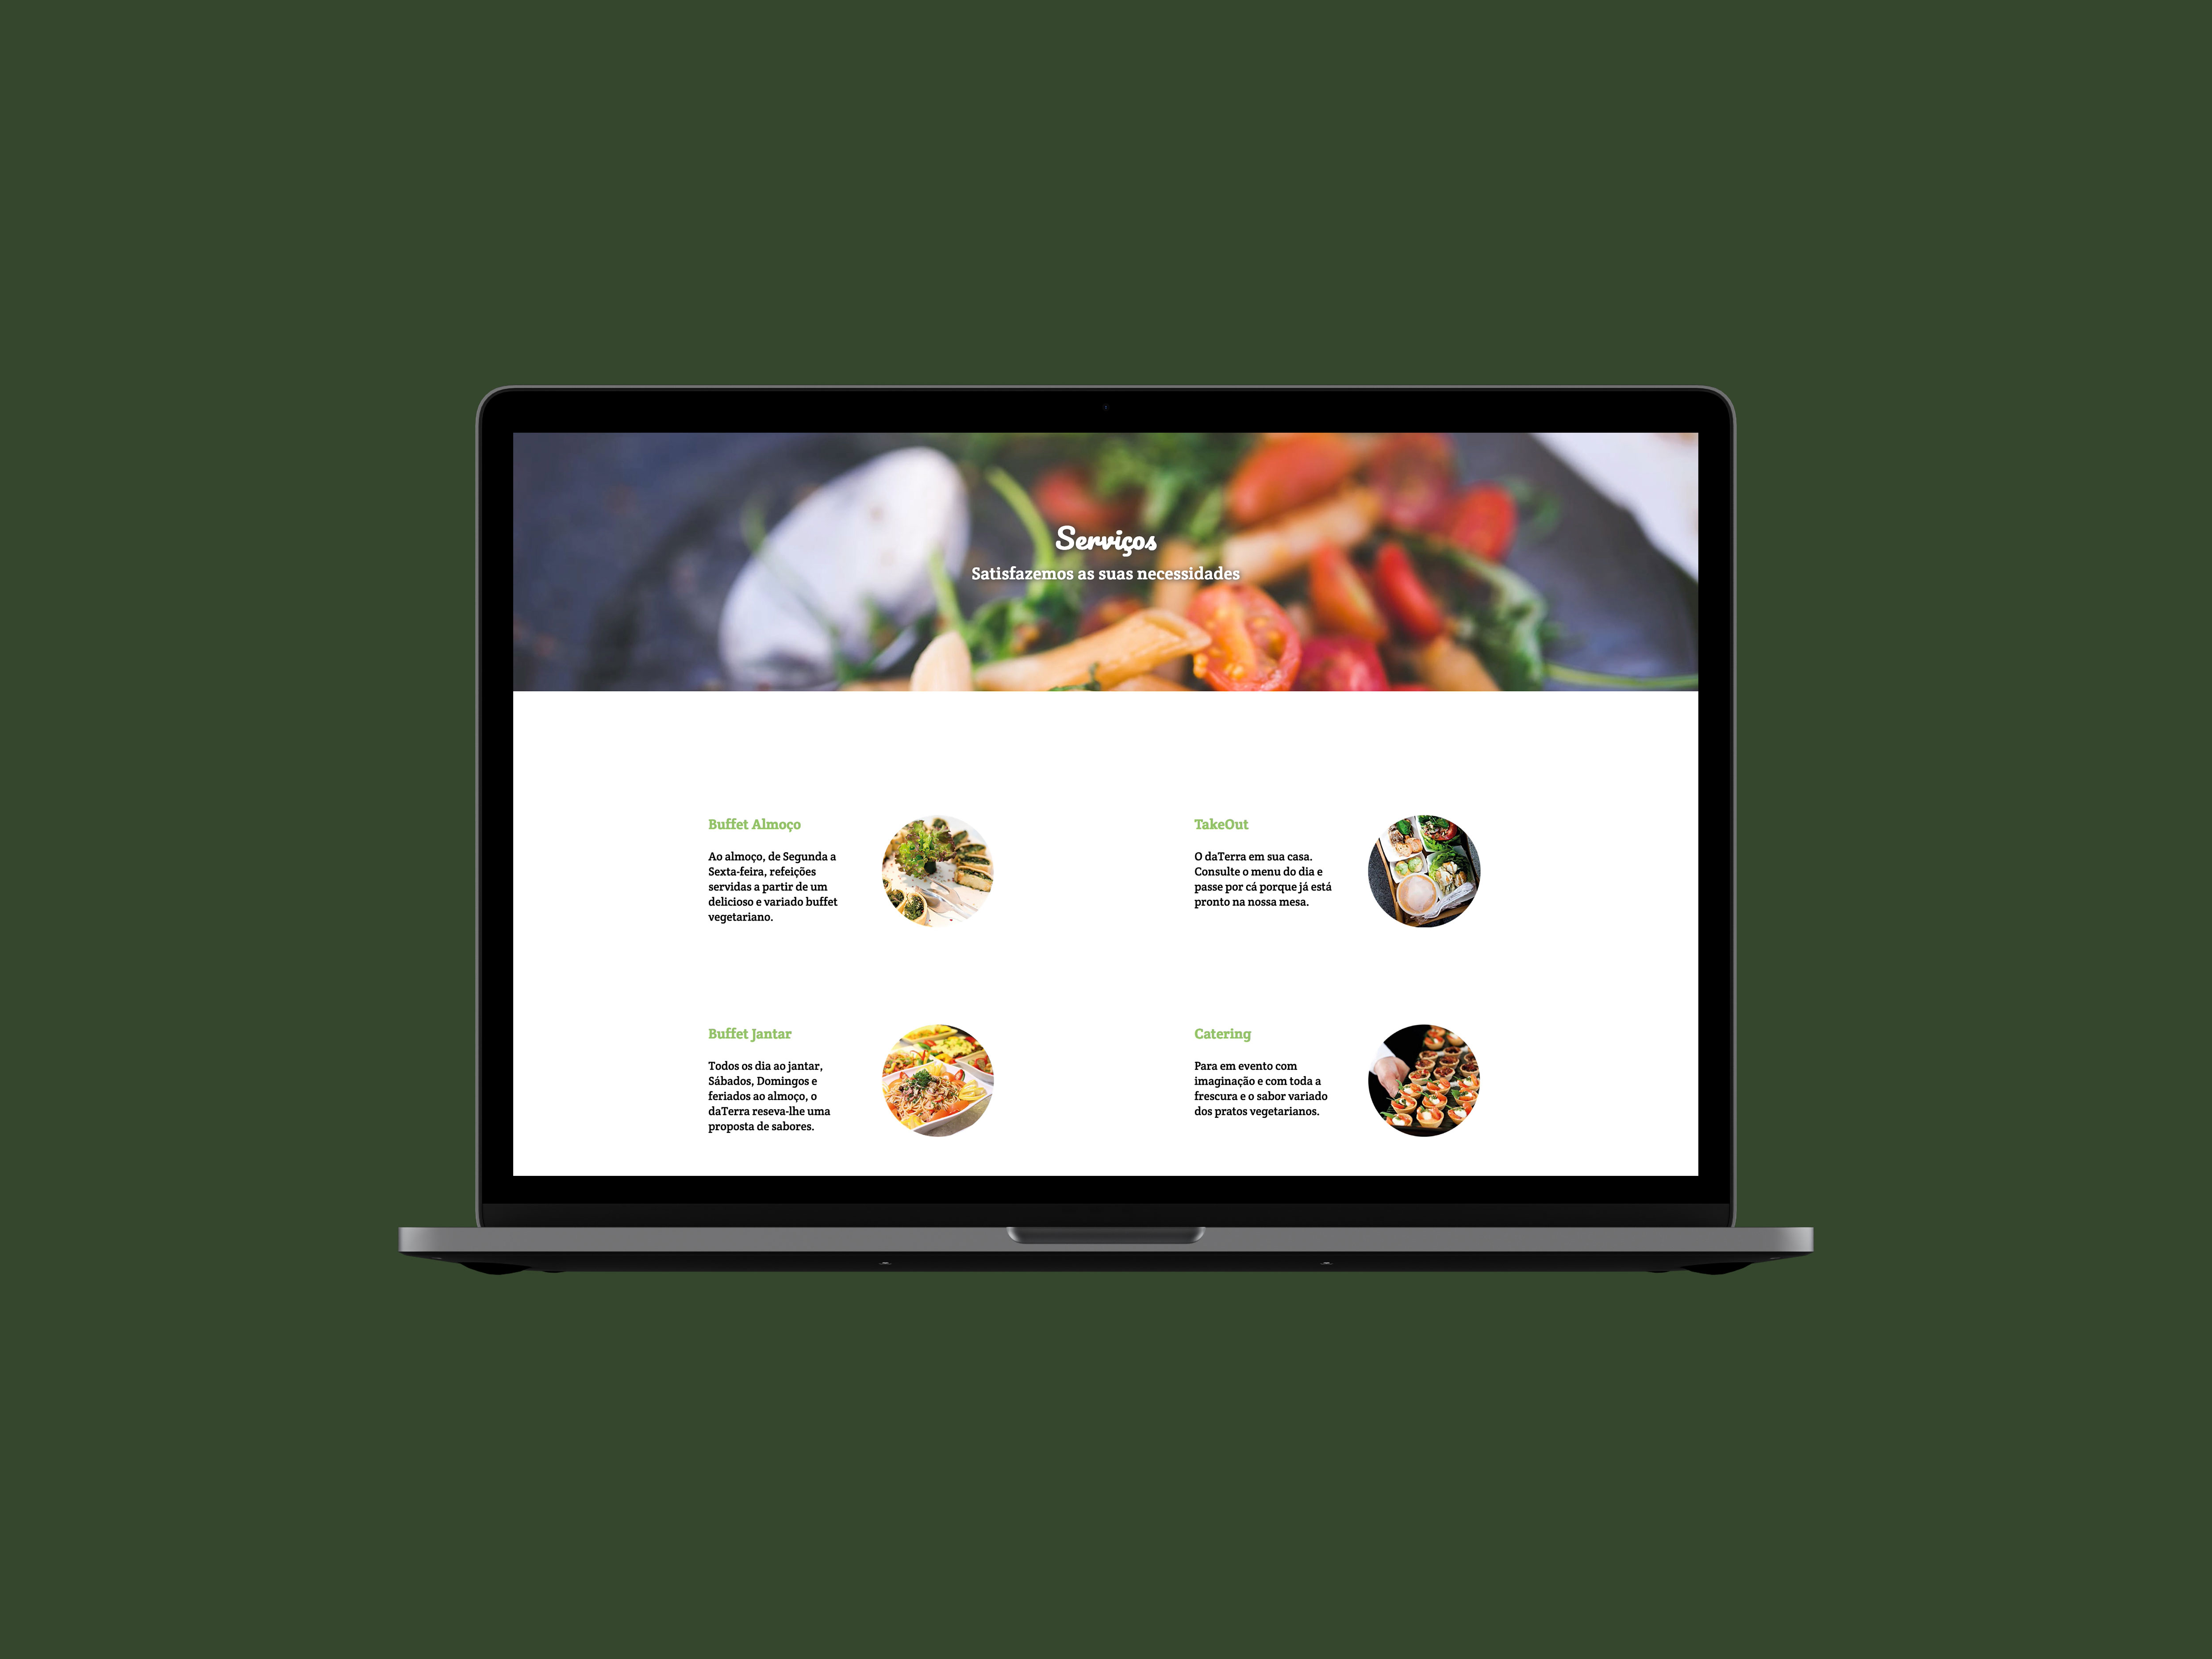 Serviços
Satisfazemos as suas necessidades
Buffet Almoço
Ao almoço, de Segunda a
Sexta-feira, refeições
servidas a partir de um
delicioso e variado buffet
vegetariano.
TakeOut
O daTerra em sua casa.
Consulte o menu do dia e
passe por cá porque já está
pronto na nossa mesa.
Buffet Jantar
Todos os dia ao jantar,
Sábados, Domingos e
feriados ao almoço, o
daTerra reseva-lhe uma
proposta de sabores.
Catering
Para em evento com
imaginação e com toda a
frescura e o sabor variado
dos pratos vegetarianos.